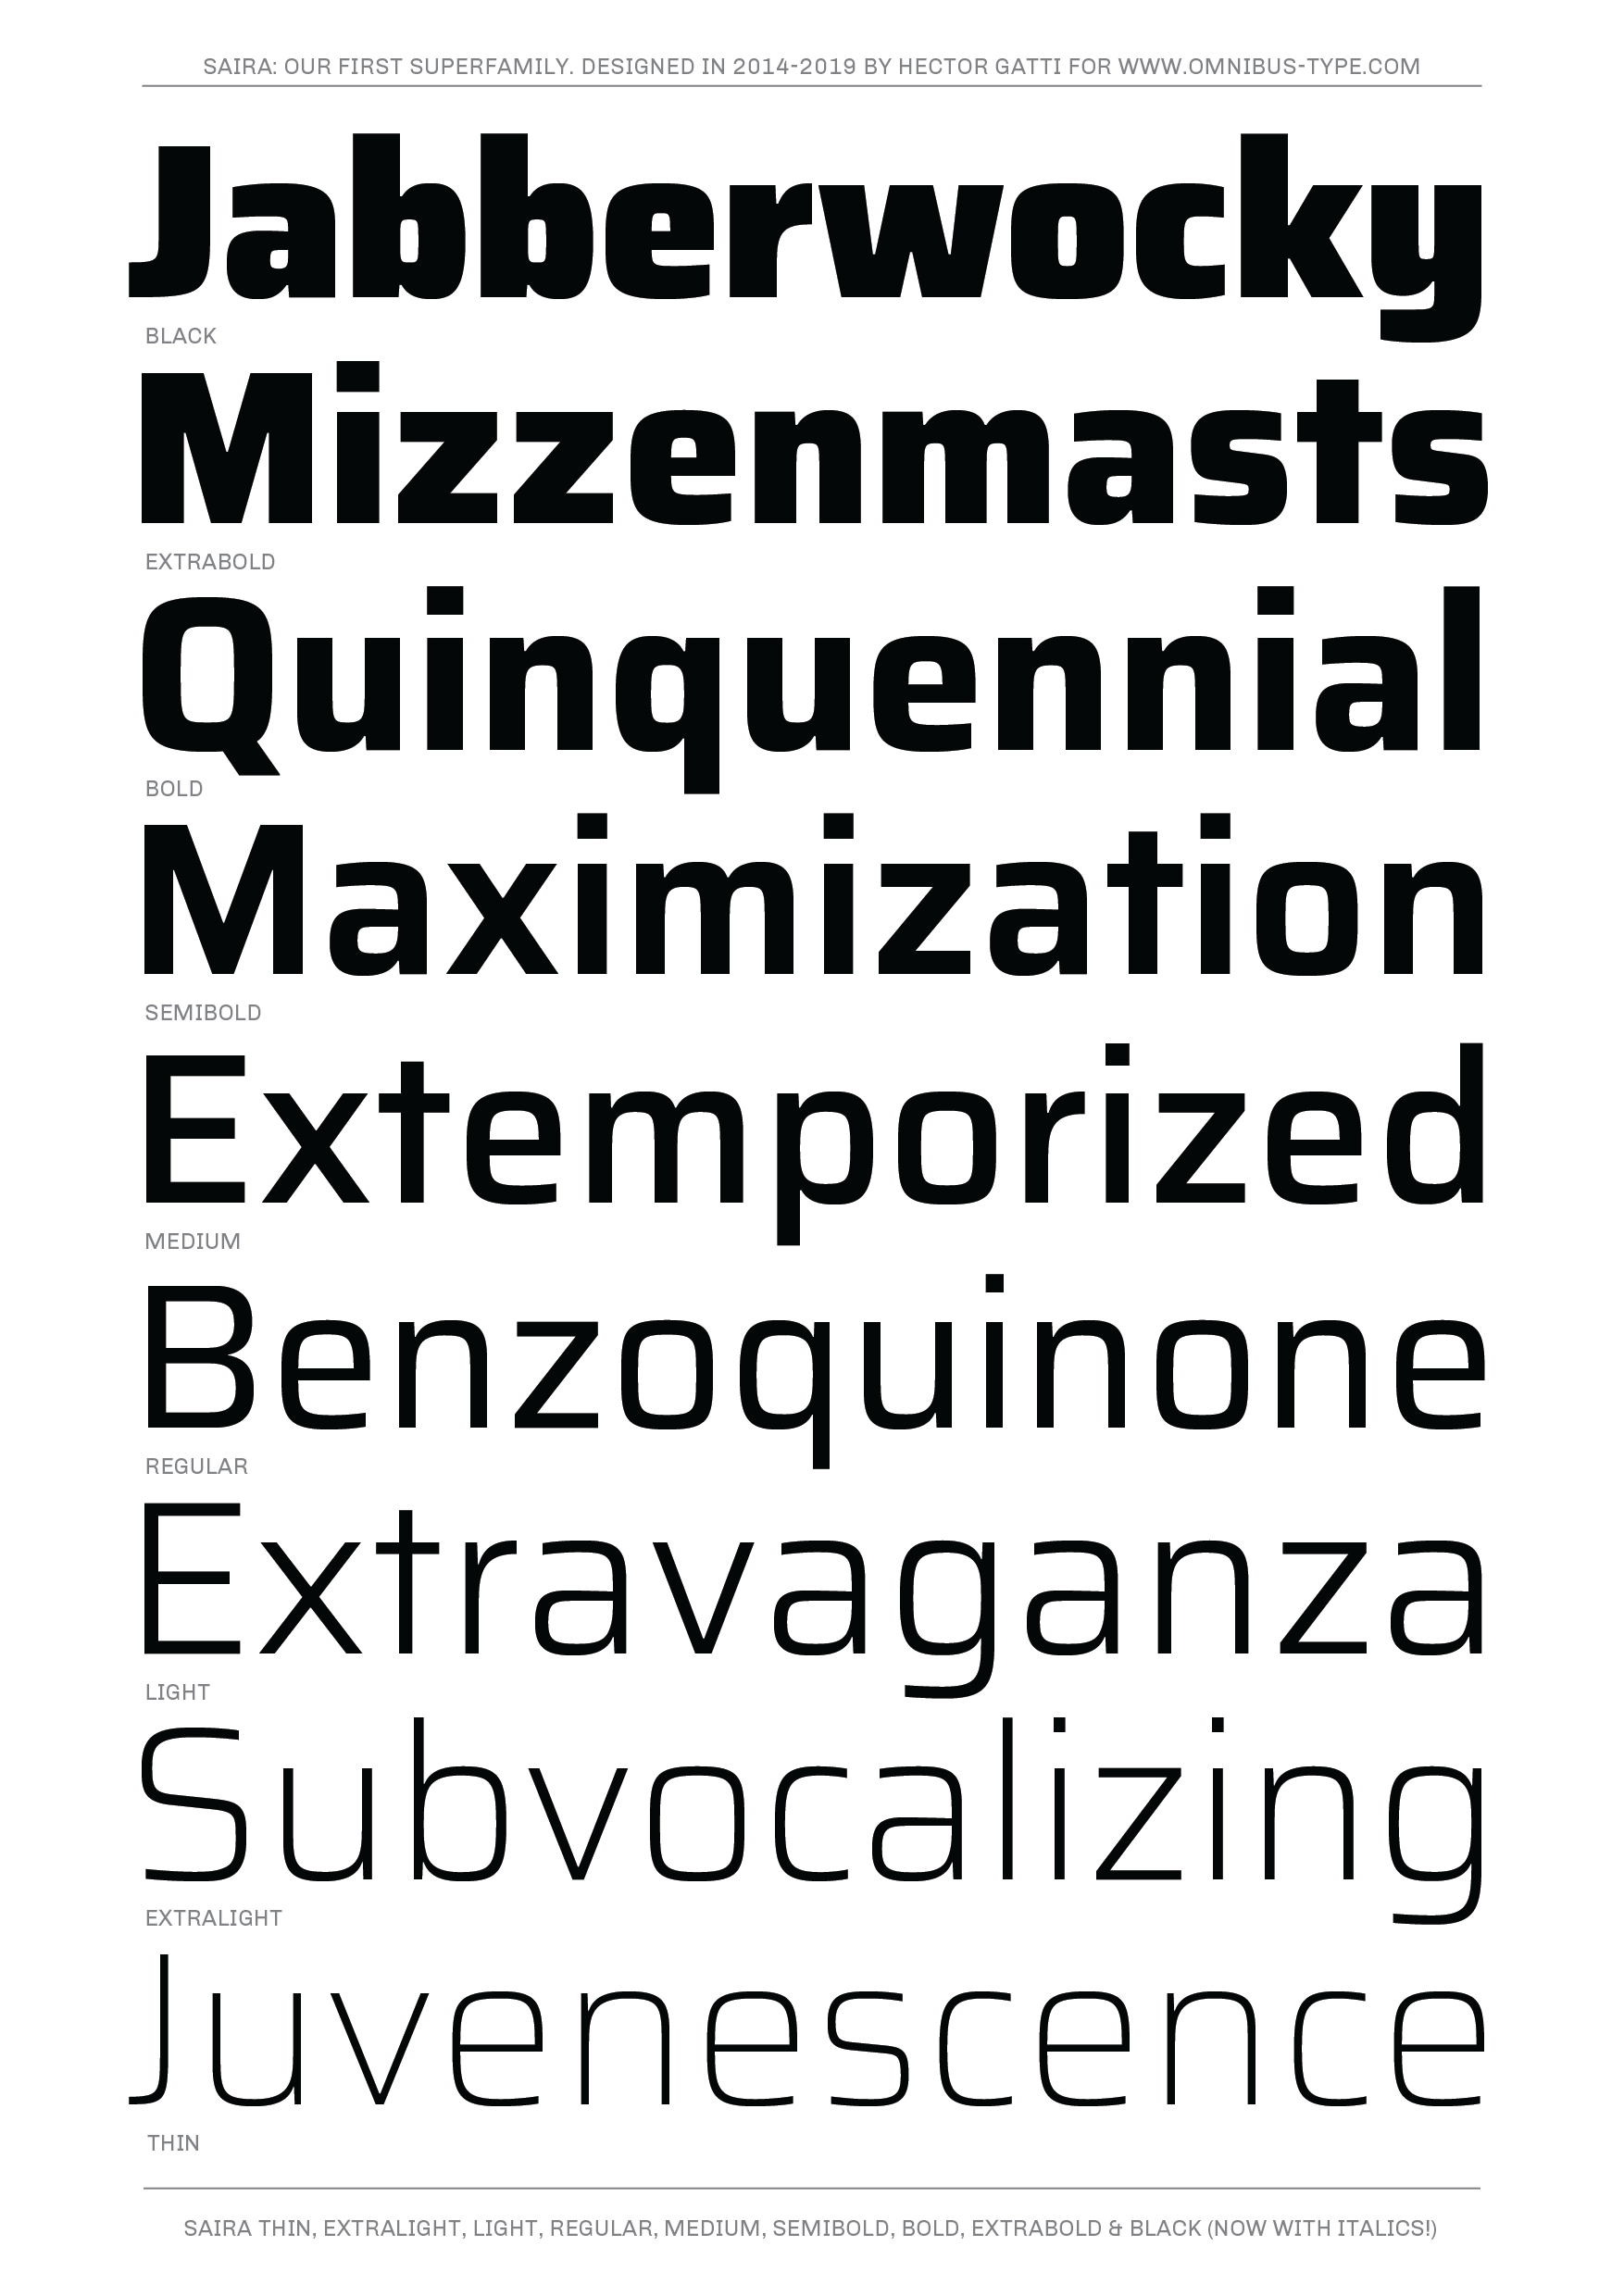 SAIRA: OUR FIRST SUPERFAMILY. DESIGNED IN 2014-2019 BY HECTOR GATTI FOR WWW.OMNIBUS-TYPE.COM
Jabberwocky
BLACK
Mizzenmasts
EXTRABOLD
Quinquennial
BOLD
Maximization
SEMIBOLD
Extemporized
MEDIUM
Benzoquinone
REGULAR
Extravaganza
LIGHT
Subvocalizing
EXTRALIGHT
Juvenescence
THIN
SAIRA THIN, EXTRALIGHT, LIGHT, REGULAR, MEDIUM, SEMIBOLD, BOLD, EXTRABOLD & BLACK (NOW WITH ITALICS!)